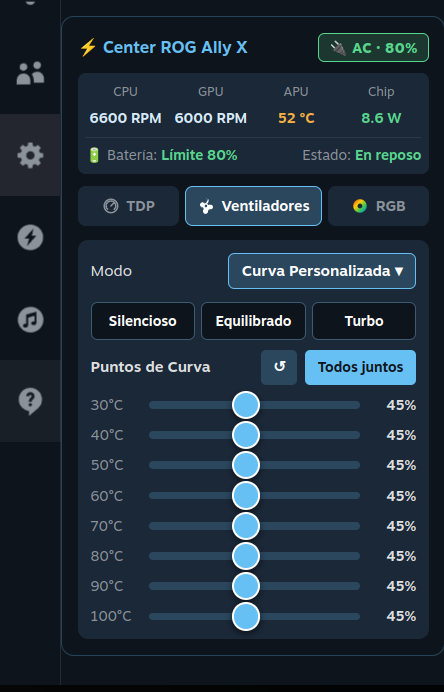 ⚡ Center ROG Ally X
🔌 AC · 80%
CPU GPU APU Chip
6600 RPM 6000 RPM 52 °C 8.6 W
🔋 Batería: Límite 80% Estado: En reposo
TDP Ventiladores RGB
Modo Curva Personalizada ▾
Silencioso Equilibrado Turbo
Puntos de Curva ↺ Todos juntos
30°C 45%
40°C 45%
50°C 45%
60°C 45%
70°C 45%
80°C 45%
90°C 45%
100°C 45%